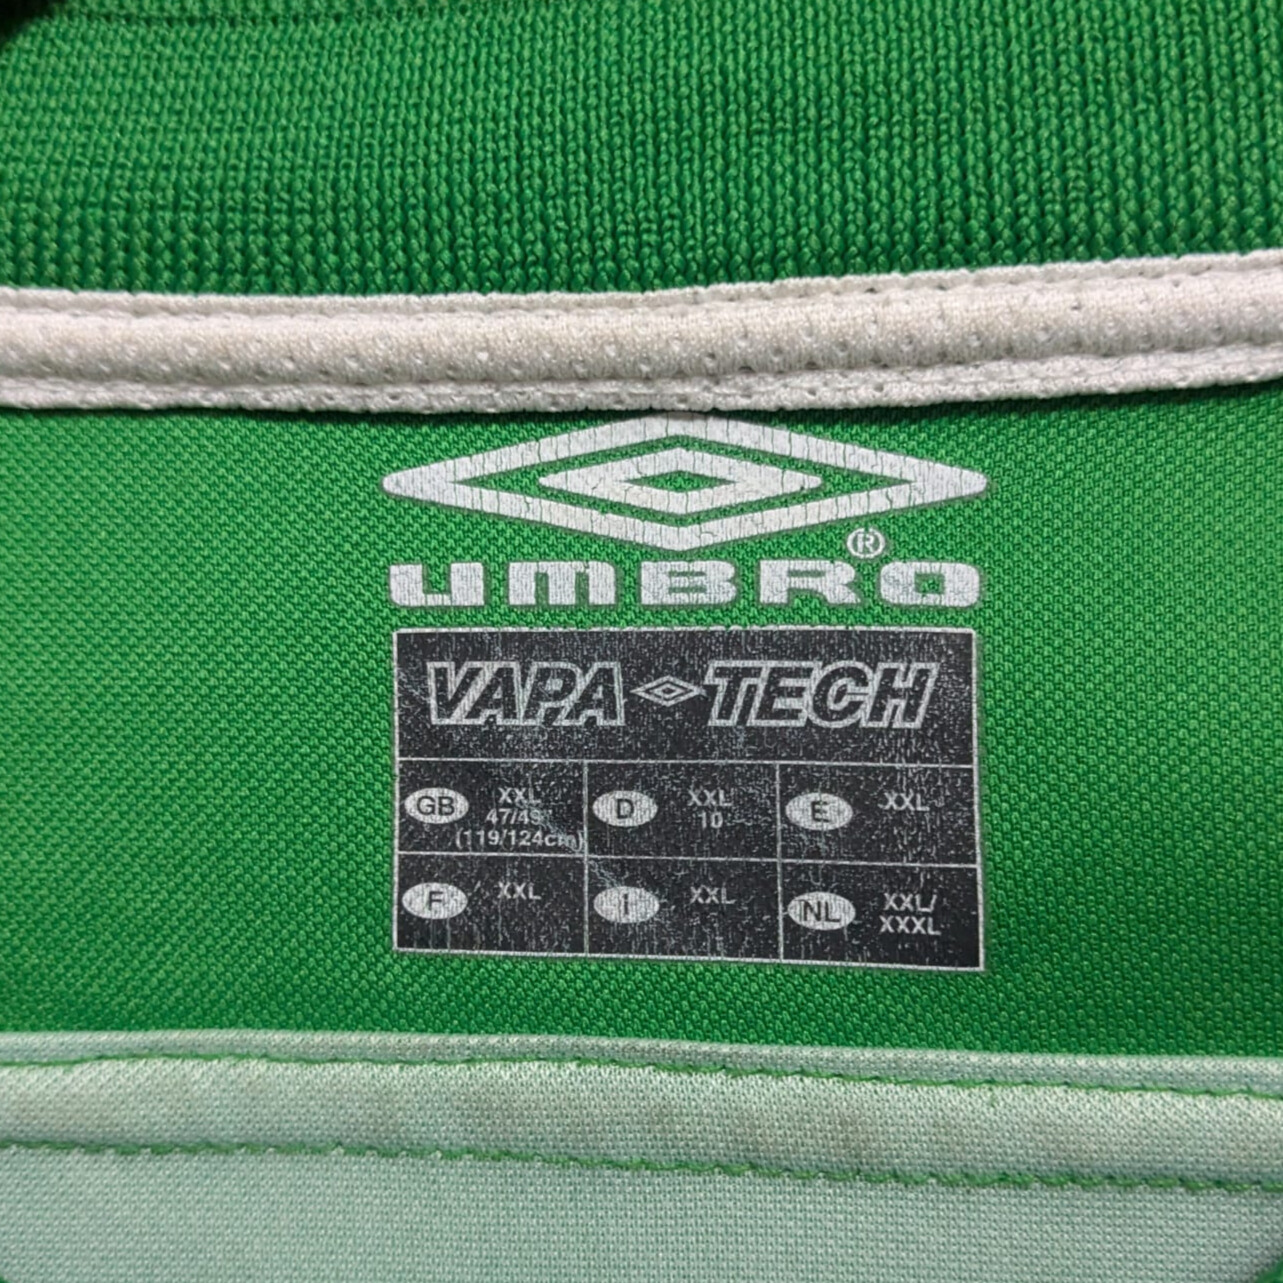 ®
UMBRO
VAPA TECH
GB XXL
47/49
(119/124cm)
D XXL
10
E XXL
F XXL
I XXL
NL XXL/
XXXL